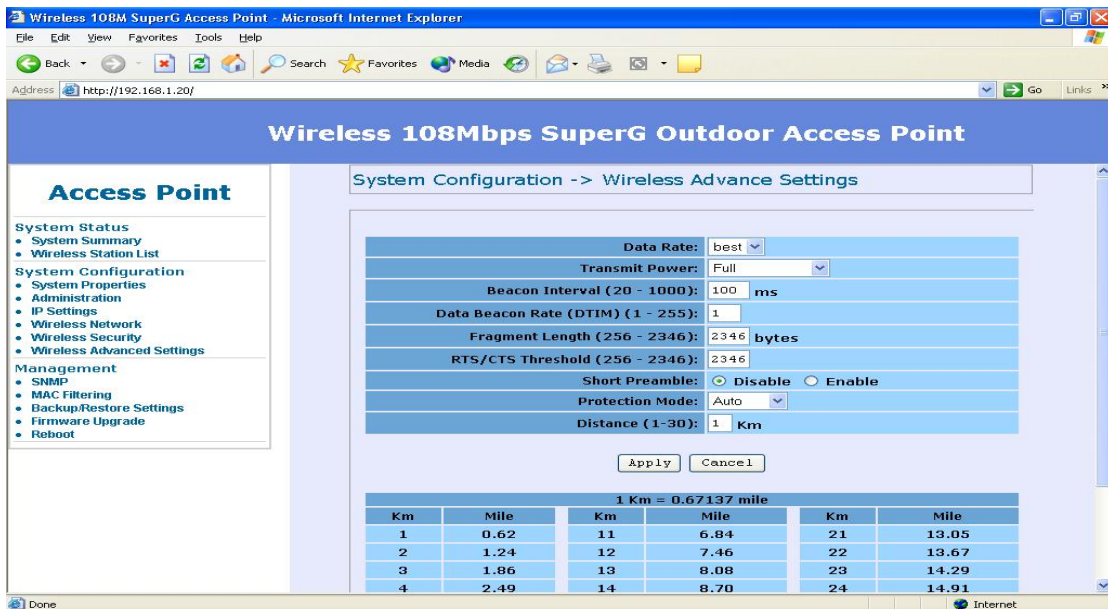 Wireless 108M SuperG Access Point - Microsoft Internet Explorer
File Edit View Favorites Tools Help
Back Search Favorites Media
Address http://192.168.1.20/ Go Links »
Wireless 108Mbps SuperG Outdoor Access Point
Access Point
System Status
• System Summary
• Wireless Station List
System Configuration
• System Properties
• Administration
• IP Settings
• Wireless Network
• Wireless Security
• Wireless Advanced Settings
Management
• SNMP
• MAC Filtering
• Backup/Restore Settings
• Firmware Upgrade
• Reboot
System Configuration -> Wireless Advance Settings
Data Rate: best
Transmit Power: Full
Beacon Interval (20 - 1000): 100 ms
Data Beacon Rate (DTIM) (1 - 255): 1
Fragment Length (256 - 2346): 2346 bytes
RTS/CTS Threshold (256 - 2346): 2346
Short Preamble: Disable Enable
Protection Mode: Auto
Distance (1-30): 1 Km
Apply Cancel
1 Km = 0.67137 mile
Km Mile Km Mile Km Mile
1 0.62 11 6.84 21 13.05
2 1.24 12 7.46 22 13.67
3 1.86 13 8.08 23 14.29
4 2.49 14 8.70 24 14.91
Done Internet